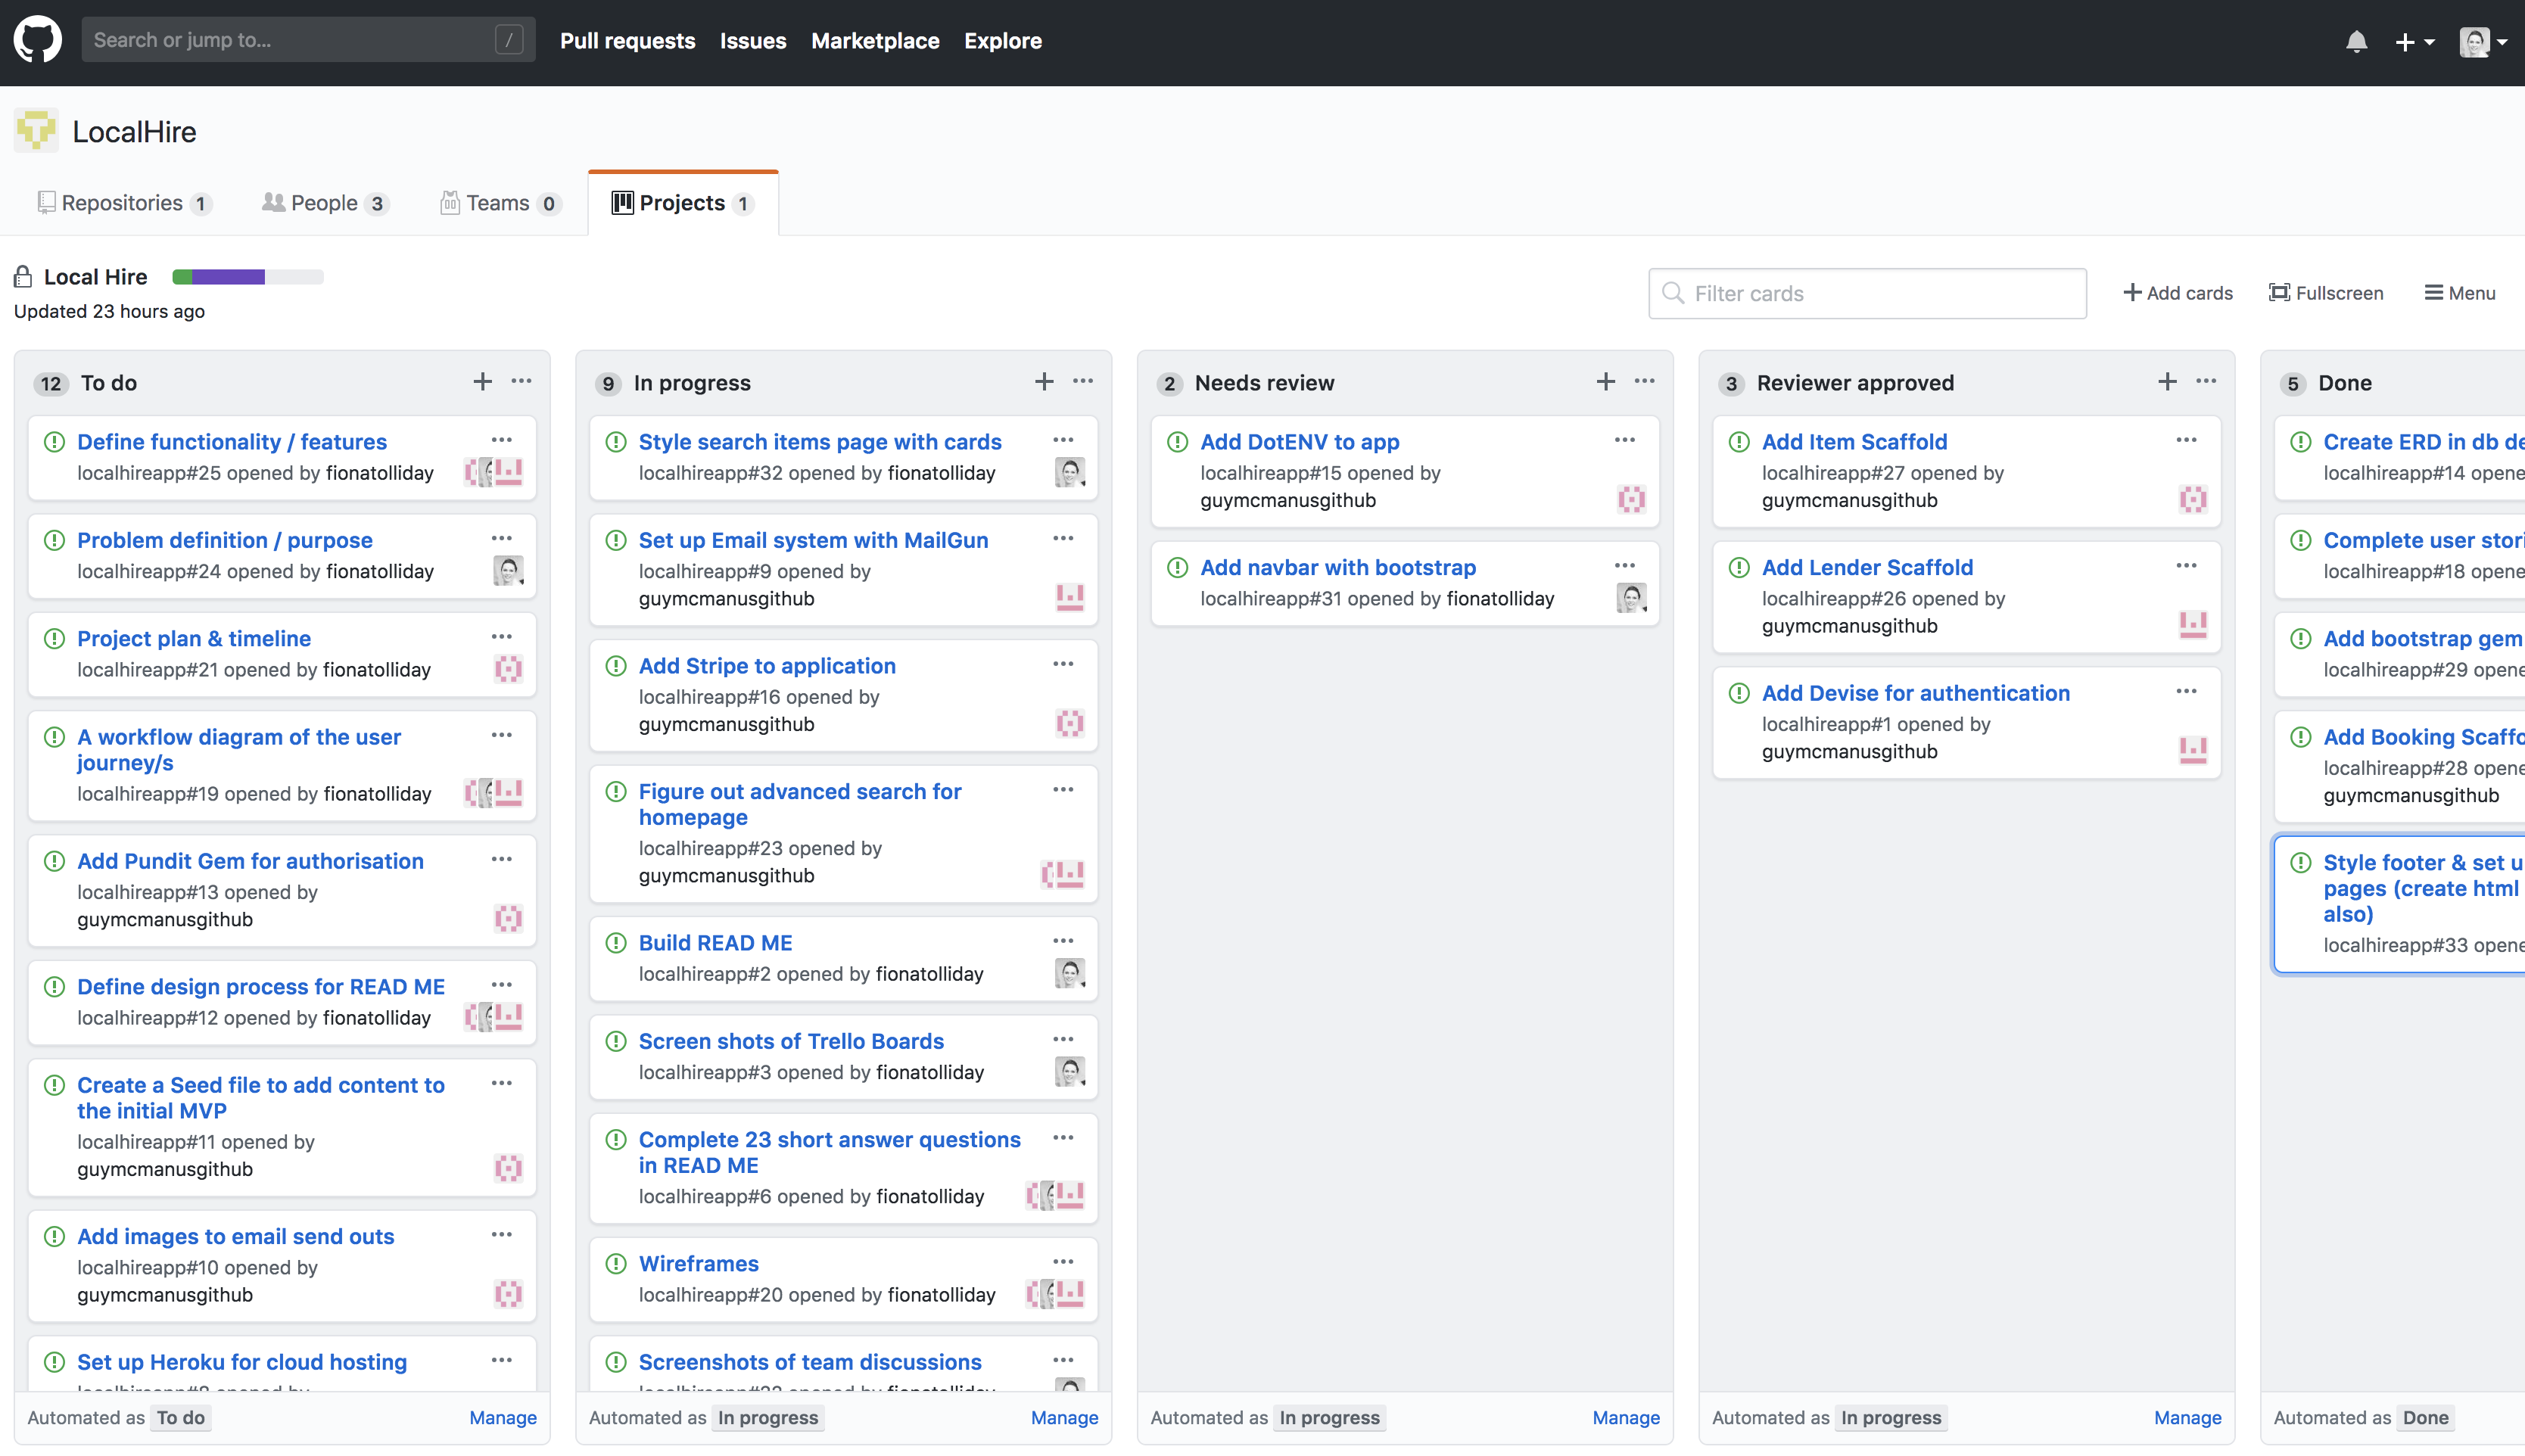 Search or jump to...
/
Pull requests
Issues
Marketplace
Explore
LocalHire
Repositories 1
People 3
Teams 0
Projects 1
Local Hire
Updated 23 hours ago
Filter cards
Add cards
Fullscreen
Menu
12 To do
Define functionality / features
localhireapp#25 opened by fionatolliday
Problem definition / purpose
localhireapp#24 opened by fionatolliday
Project plan & timeline
localhireapp#21 opened by fionatolliday
A workflow diagram of the user
journey/s
localhireapp#19 opened by fionatolliday
Add Pundit Gem for authorisation
localhireapp#13 opened by
guymcmanusgithub
Define design process for READ ME
localhireapp#12 opened by fionatolliday
Create a Seed file to add content to
the initial MVP
localhireapp#11 opened by
guymcmanusgithub
Add images to email send outs
localhireapp#10 opened by
guymcmanusgithub
Set up Heroku for cloud hosting
opened by
Automated as To do
Manage
9 In progress
Style search items page with cards
localhireapp#32 opened by fionatolliday
Set up Email system with MailGun
localhireapp#9 opened by
guymcmanusgithub
Add Stripe to application
localhireapp#16 opened by
guymcmanusgithub
Figure out advanced search for
homepage
localhireapp#23 opened by
guymcmanusgithub
Build READ ME
localhireapp#2 opened by fionatolliday
Screen shots of Trello Boards
localhireapp#3 opened by fionatolliday
Complete 23 short answer questions
in READ ME
localhireapp#6 opened by fionatolliday
Wireframes
localhireapp#20 opened by fionatolliday
Screenshots of team discussions
opened by fionatolliday
Automated as In progress
Manage
2 Needs review
Add DotENV to app
localhireapp#15 opened by
guymcmanusgithub
Add navbar with bootstrap
localhireapp#31 opened by fionatolliday
Automated as In progress
Manage
3 Reviewer approved
Add Item Scaffold
localhireapp#27 opened by
guymcmanusgithub
Add Lender Scaffold
localhireapp#26 opened by
guymcmanusgithub
Add Devise for authentication
localhireapp#1 opened by
guymcmanusgithub
Automated as In progress
Manage
5 Done
Create ERD in db de
localhireapp#14 opene
Complete user stori
localhireapp#18 opene
Add bootstrap gem
localhireapp#29 opene
Add Booking Scaffo
localhireapp#28 opene
guymcmanusgithub
Style footer & set u
pages (create html
also)
localhireapp#33 opene
Automated as Done